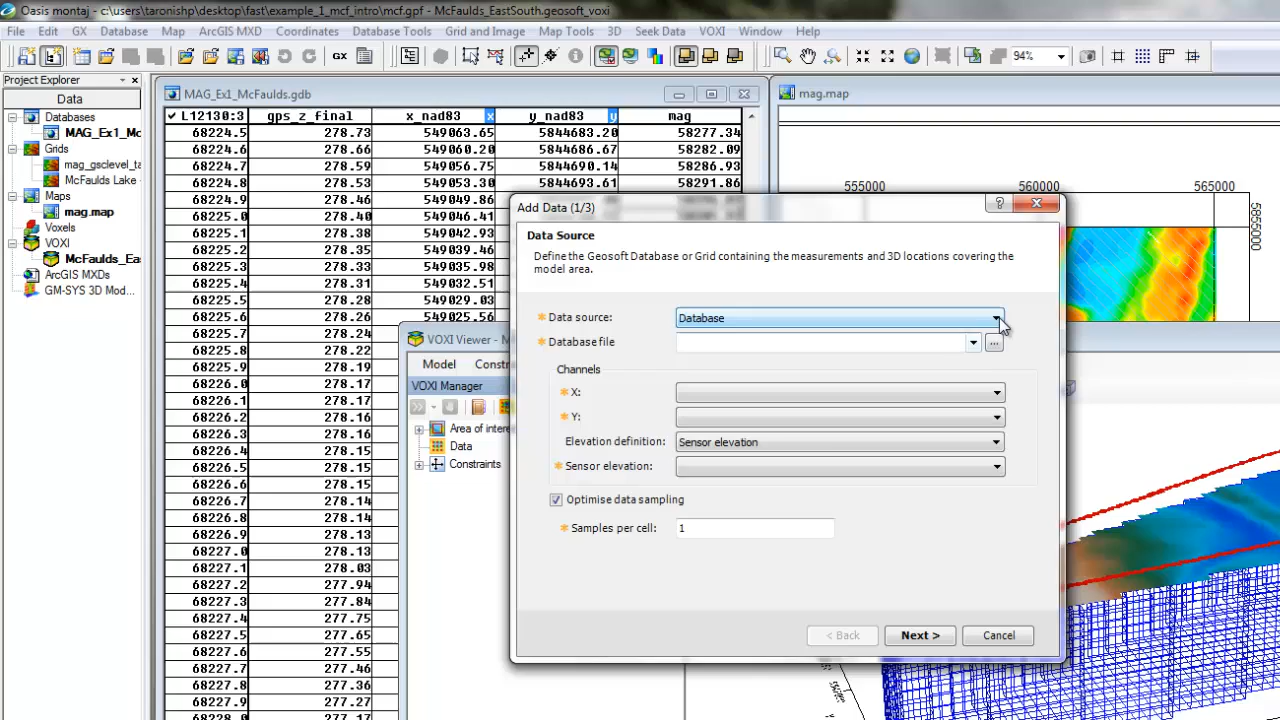 Oasis montaj - c:\users\taronishp\desktop\fast\example_1_mcf_intro\mcf.gpf - McFaulds_EastSouth.geosoft_voxi
File Edit GX Database Map ArcGIS MXD Coordinates Database Tools Grid and Image Map Tools 3D Seek Data VOXI Window Help
GX 94%
Project Explorer
Data
Databases
MAG_Ex1_Mc
Grids
mag_gsclevel_ta
McFaulds Lake -
Maps
mag.map
Voxels
VOXI
McFaulds_Ea
ArcGIS MXDs
GM-SYS 3D Mod...
MAG_Ex1_McFaulds.gdb
L12130:3 gps_z_final x_nad83 x y_nad83 y mag
68224.5 278.73 549063.65 5844683.20 58277.34
68224.6 278.66 549060.20 5844686.67 58282.09
68224.7 278.59 549056.75 5844690.14 58286.93
68224.8 278.53 549053.30 5844693.61 58291.86
68224.9 278.46 549049.86
68225.0 278.40 549046.41
68225.1 278.38 549042.93
68225.2 278.35 549039.46
68225.3 278.33 549035.98
68225.4 278.31 549032.51
68225.5 278.28 549029.03
68225.6 278.26 549025.56
68225.7 278.24
68225.8 278.22
68225.9 278.19
68226.0 278.17
68226.1 278.17
68226.2 278.17
68226.3 278.16
68226.4 278.15
68226.5 278.15
68226.6 278.15
68226.7 278.14
68226.8 278.14
68226.9 278.13
68227.0 278.13
68227.1 278.03
68227.2 277.94
68227.3 277.84
68227.4 277.75
68227.5 277.65
68227.6 277.55
68227.7 277.46
68227.8 277.36
68227.9 277.27
68228.0 277.17
mag.map
555000 560000 565000
5855000
VOXI Viewer - M
Model Constr
VOXI Manager
Area of intere
Data
Constraints
Add Data (1/3)
Data Source
Define the Geosoft Database or Grid containing the measurements and 3D locations covering the
model area.
Data source: Database
Database file
Channels
X:
Y:
Elevation definition: Sensor elevation
Sensor elevation:
Optimise data sampling
Samples per cell: 1
< Back Next > Cancel